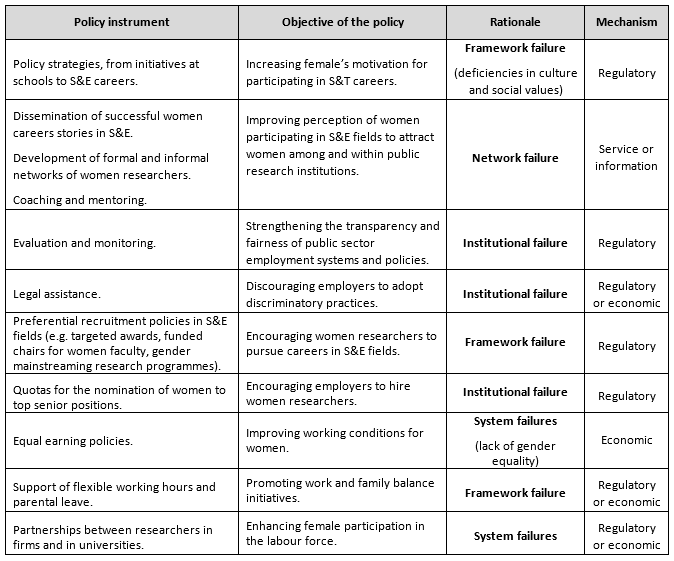 Policy instrument
Objective of the policy
Rationale
Mechanism
Policy strategies, from initiatives at
schools to S&E careers.
Increasing female's motivation for
participating in S&T careers.
Framework failure
(deficiencies in culture
and social values)
Regulatory
Dissemination of successful women
careers stories in S&E.
Development of formal and informal
networks of women researchers.
Coaching and mentoring.
Improving perception of women
participating in S&E fields to attract
women among and within public
research institutions.
Network failure
Service or
information
Evaluation and monitoring.
Strengthening the transparency and
fairness of public sector
employment systems and policies.
Institutional failure
Regulatory
Legal assistance.
Discouraging employers to adopt
discriminatory practices.
Institutional failure
Regulatory
or economic
Preferential recruitment policies in S&E
fields (e.g. targeted awards, funded
chairs for women faculty, gender
mainstreaming research programmes).
Encouraging women researchers to
pursue careers in S&E fields.
Framework failure
Regulatory
Quotas for the nomination of women to
top senior positions.
Encouraging employers to hire
women researchers.
Institutional failure
Regulatory
Equal earning policies.
Improving working conditions for
women.
System failures
(lack of gender
equality)
Economic
Support of flexible working hours and
parental leave.
Promoting work and family balance
initiatives.
Framework failure
Regulatory
or economic
Partnerships between researchers in
firms and in universities.
Enhancing female participation in
the labour force.
System failures
Regulatory
or economic